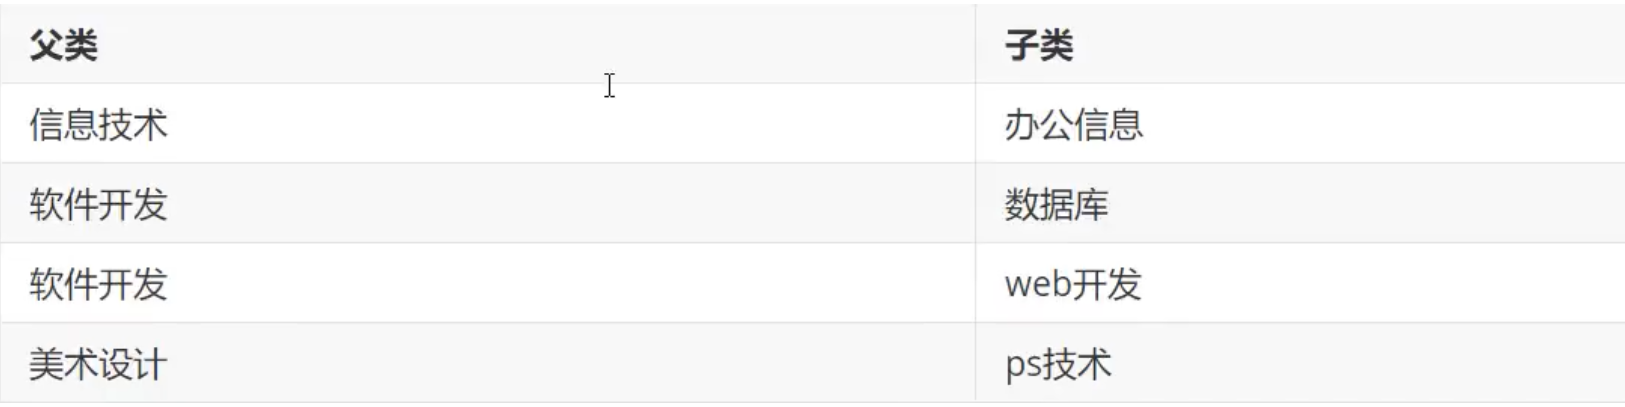 父类 子类
信息技术 办公信息
软件开发 数据库
软件开发 web开发
美术设计 ps技术